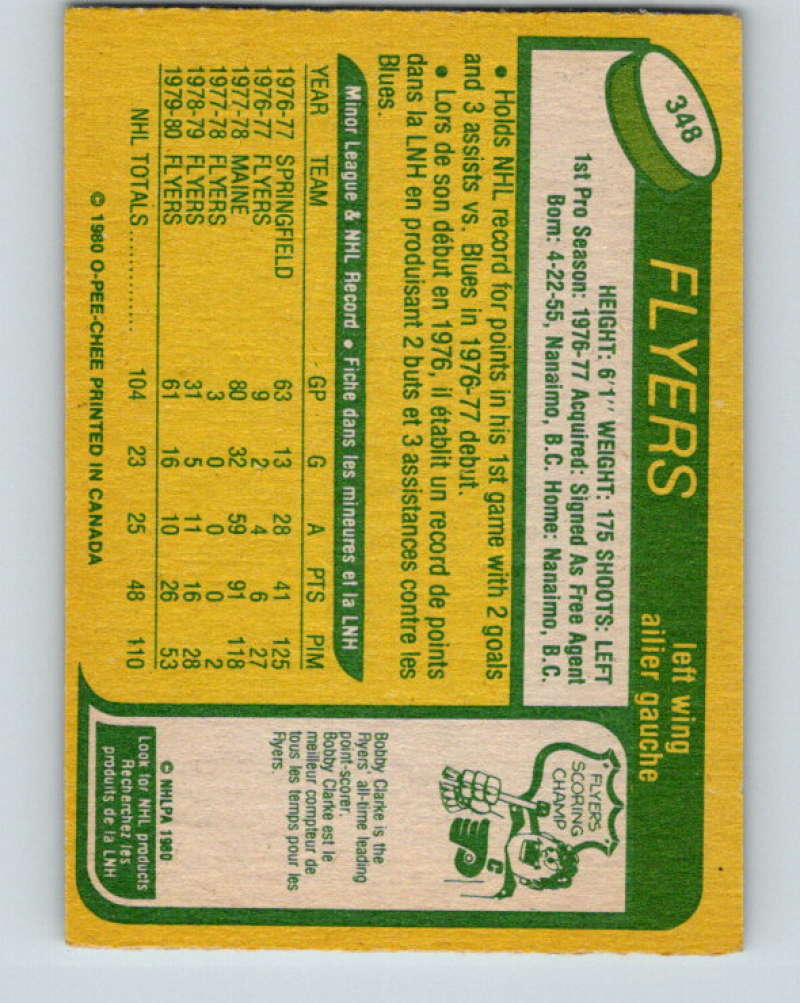 348
FLYERS
left wing
ailier gauche
HEIGHT: 6'1'' WEIGHT: 175 SHOOTS: LEFT
1st Pro Season: 1976-77 Acquired: Signed As Free Agent
Born: 4-22-55, Nanaimo, B.C. Home: Nanaimo, B.C.
• Holds NHL record for points in his 1st game with 2 goals
and 3 assists vs. Blues in 1976-77 debut.
• Lors de son début en 1976, il établit un record de points
dans la LNH en produisant 2 buts et 3 assistances contre les
Blues.
Minor League & NHL Record • Fiche dans les mineures et la LNH
YEAR TEAM GP G A PTS PIM
1976-77 SPRINGFIELD 63 13 28 41 125
1976-77 FLYERS 9 2 4 6 27
1977-78 MAINE 80 32 59 91 118
1977-78 FLYERS 3 0 0 0 2
1978-79 FLYERS 31 5 11 16 28
1979-80 FLYERS 61 16 10 26 53
NHL TOTALS............. 104 23 25 48 110
© 1980 O-PEE-CHEE PRINTED IN CANADA
FLYERS
SCORING
CHAMP
C
Bobby Clarke is the
Flyers' all-time leading
point-scorer.
Bobby Clarke est le
meilleur compteur de
tous les temps pour les
Flyers.
© NHLPA 1980
Look for NHL products
Recherchez les
produits de la LNH